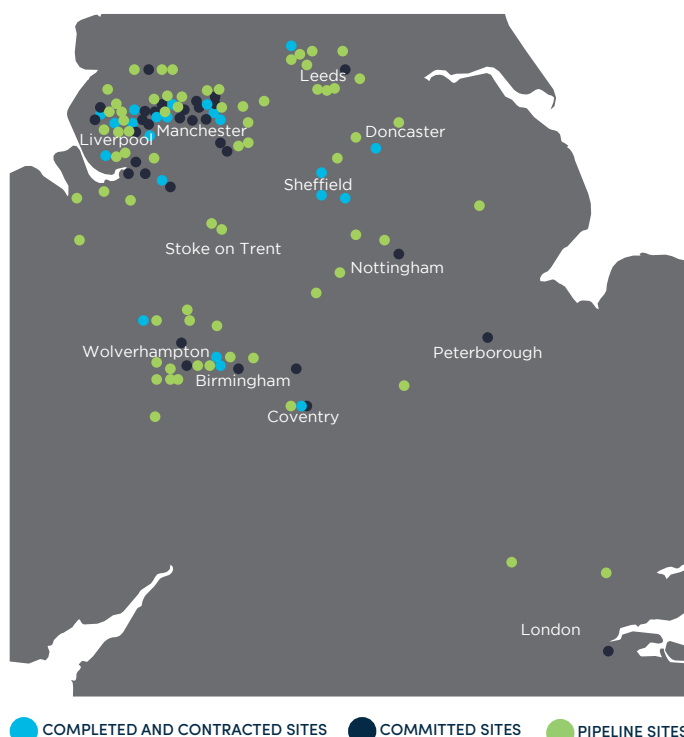 Leeds
Doncaster
Manchester
Liverpool
Sheffield
Stoke on Trent
Nottingham
Wolverhampton
Peterborough
Birmingham
Coventry
London
COMPLETED AND CONTRACTED SITES
COMMITTED SITES
PIPELINE SITES